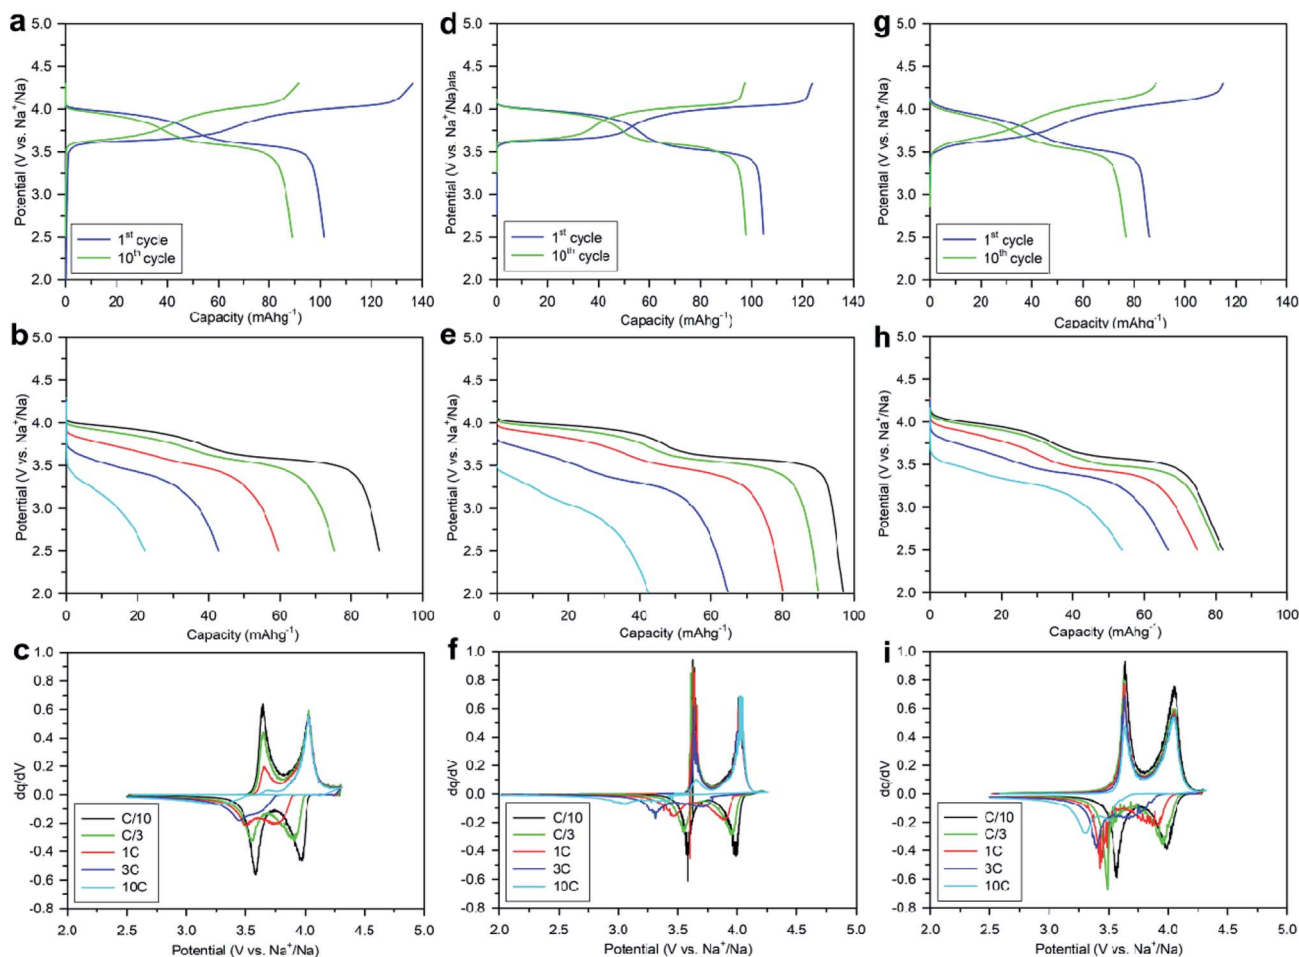 a
5.0
4.5
4.0
3.5
3.0
2.5
2.0
Potential (V vs. Na⁺/Na)
1st cycle
10th cycle
0 20 40 60 80 100 120 140
Capacity (mAhg⁻¹)
d
5.0
4.5
4.0
3.5
3.0
2.5
2.0
Potential (V vs. Na⁺/Na)ata
1st cycle
10th cycle
0 20 40 60 80 100 120 140
Capacity (mAhg⁻¹)
g
5.0
4.5
4.0
3.5
3.0
2.5
2.0
Potential (V vs. Na⁺/Na)
1st cycle
10th cycle
0 20 40 60 80 100 120 140
Capacity (mAhg⁻¹)
b
5.0
4.5
4.0
3.5
3.0
2.5
2.0
Potential (V vs. Na⁺/Na)
0 20 40 60 80 100
Capacity (mAhg⁻¹)
e
5.0
4.5
4.0
3.5
3.0
2.5
2.0
Potential (V vs. Na⁺/Na)
0 20 40 60 80 100
Capacity (mAhg⁻¹)
h
5.0
4.5
4.0
3.5
3.0
2.5
2.0
Potential (V vs. Na⁺/Na)
0 20 40 60 80 100
Capacity (mAhg⁻¹)
c
1.0
0.8
0.6
0.4
0.2
0.0
-0.2
-0.4
-0.6
-0.8
dq/dV
C/10
C/3
1C
3C
10C
2.0 2.5 3.0 3.5 4.0 4.5 5.0
Potential (V vs. Na⁺/Na)
f
1.0
0.8
0.6
0.4
0.2
0.0
-0.2
-0.4
-0.6
-0.8
dq/dV
C/10
C/3
1C
3C
10C
2.0 2.5 3.0 3.5 4.0 4.5 5.0
Potential (V vs. Na⁺/Na)
i
1.0
0.8
0.6
0.4
0.2
0.0
-0.2
-0.4
-0.6
-0.8
dq/dV
C/10
C/3
1C
3C
10C
2.0 2.5 3.0 3.5 4.0 4.5 5.0
Potential (V vs. Na⁺/Na)